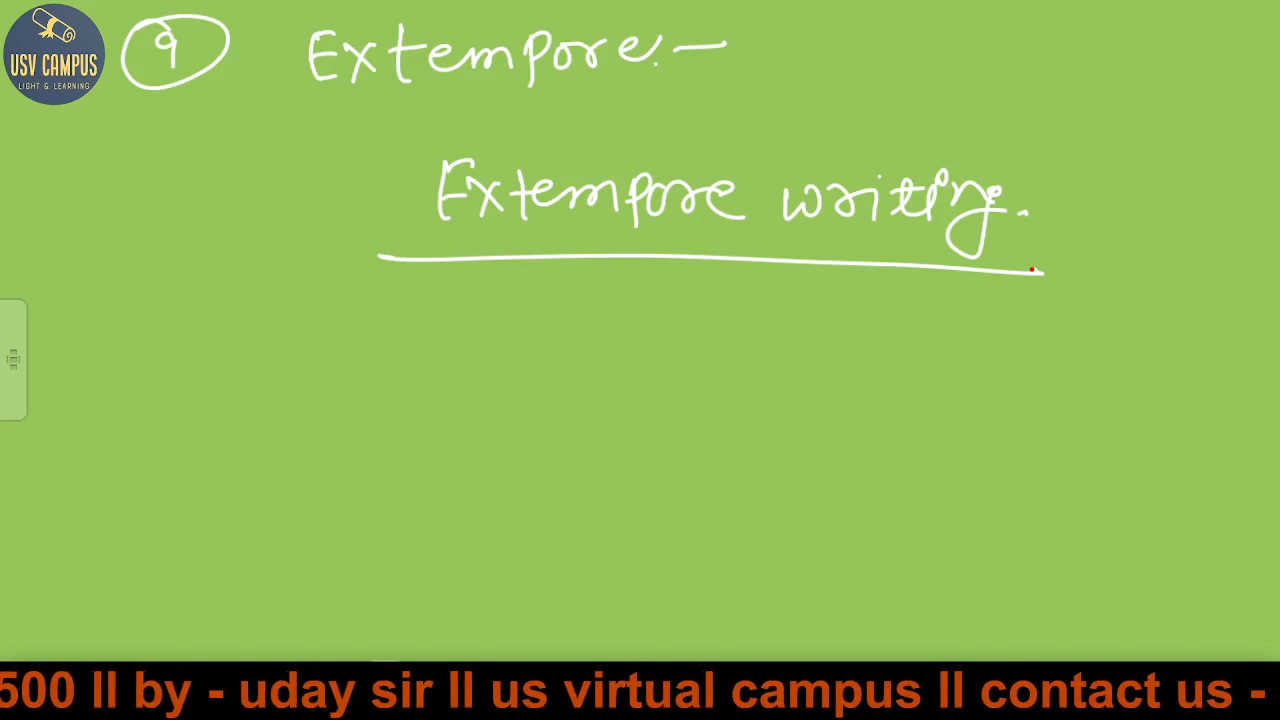 USV CAMPUS
LIGHT & LEARNING
9 Extempore:-
Extempore writing.
500 ll by - uday sir ll us virtual campus ll contact us -